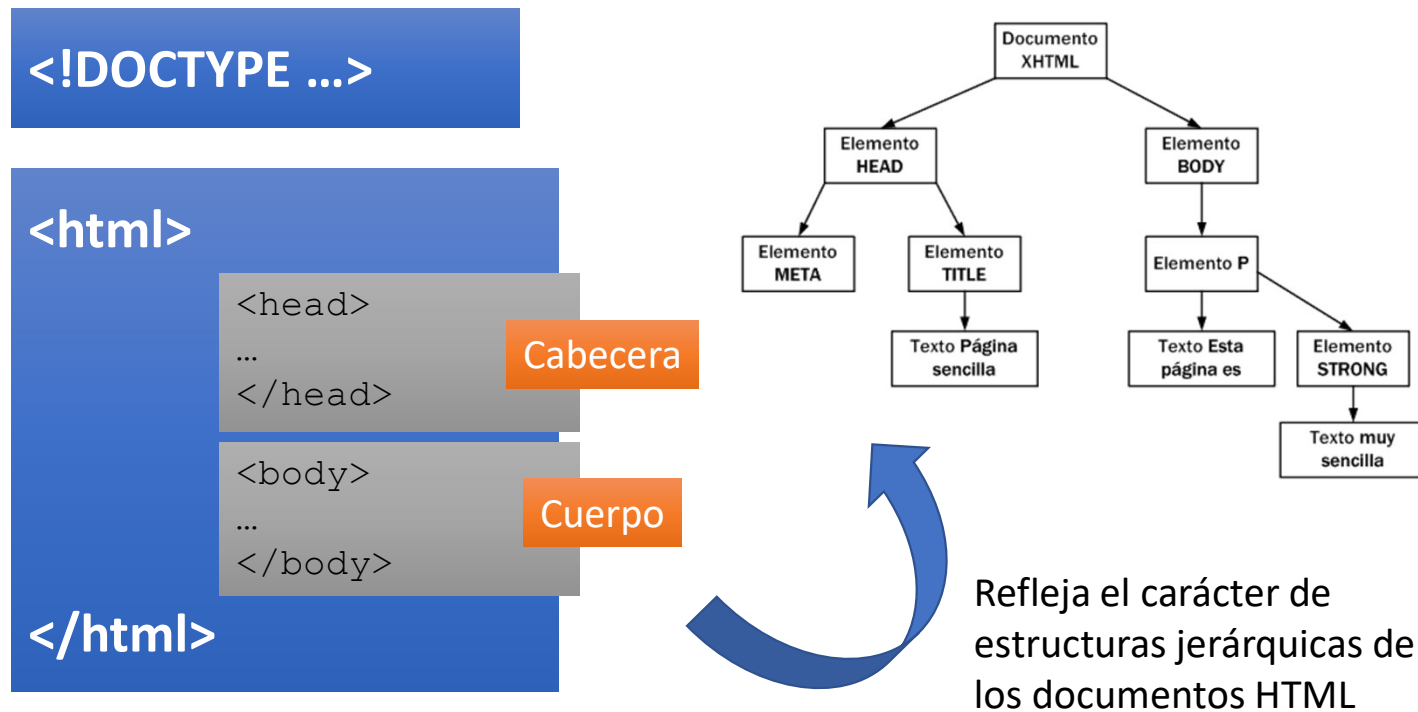 <!DOCTYPE …>
<html>
<head>
…
</head>
Cabecera
<body>
…
</body>
Cuerpo
</html>
Documento
XHTML
Elemento
HEAD
Elemento
BODY
Elemento
META
Elemento
TITLE
Elemento P
Texto Página
sencilla
Texto Esta
página es
Elemento
STRONG
Texto muy
sencilla
Refleja el carácter de
estructuras jerárquicas de
los documentos HTML